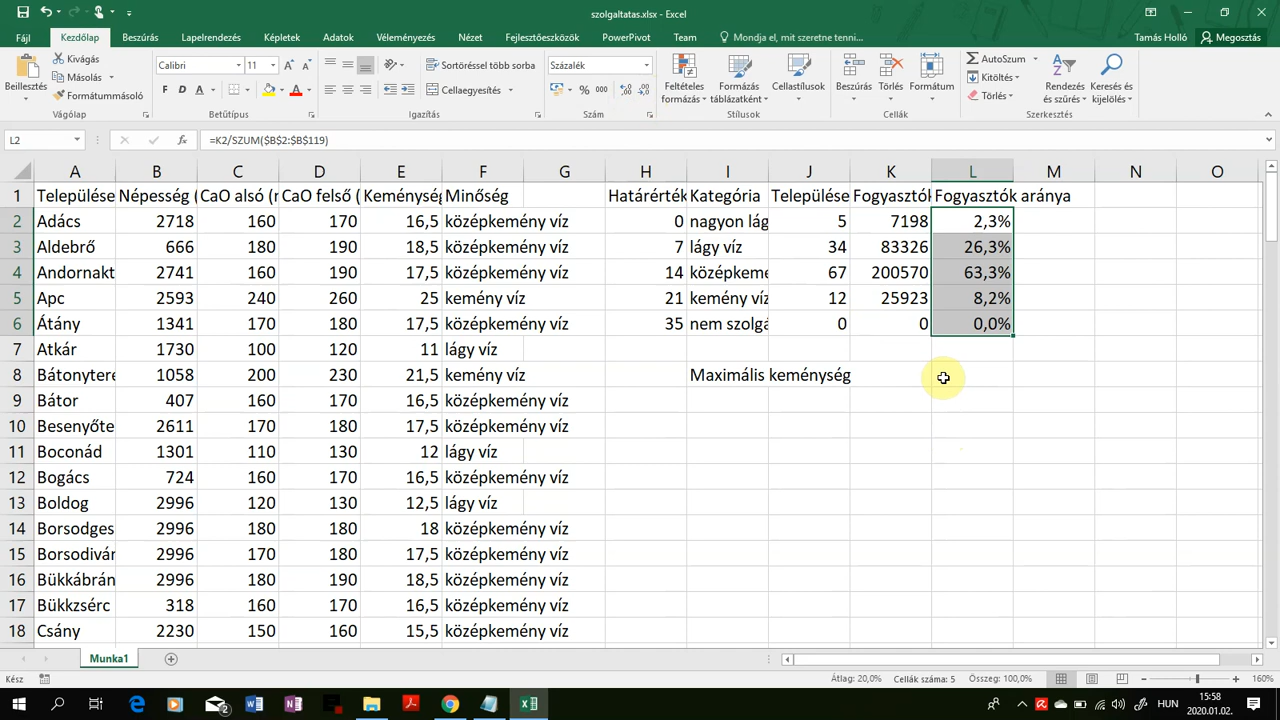 szolgaltatas.xlsx - Excel
Fájl Kezdőlap Beszúrás Lapelrendezés Képletek Adatok Véleményezés Nézet Fejlesztőeszközök PowerPivot Team Mondja el, mit szeretne tenni... Tamás Holló Megosztás
Beillesztés
Kivágás
Másolás
Formátummásoló
Vágólap
Calibri 11
F D A
Betűtípus
Sortöréssel több sorba
Cellaegyesítés
Igazítás
Százalék
% 000
Szám
Feltételes formázás
Formázás táblázatként
Cellastílusok
Stílusok
Beszúrás Törlés Formátum
Cellák
AutoSzum
Kitöltés
Törlés
Rendezés és szűrés
Keresés és kijelölés
Szerkesztés
L2 fx =K2/SZUM($B$2:$B$119)
A B C D E F G H I J K L M N O
1 Települése Népesség ( CaO alsó (r CaO felső ( Keménység Minőség Határérték Kategória Települése Fogyasztók Fogyasztók aránya
2 Adács 2718 160 170 16,5 középkemény víz 0 nagyon lág 5 7198 2,3%
3 Aldebrő 666 180 190 18,5 középkemény víz 7 lágy víz 34 83326 26,3%
4 Andornakt 2741 160 190 17,5 középkemény víz 14 középkeme 67 200570 63,3%
5 Apc 2593 240 260 25 kemény víz 21 kemény víz 12 25923 8,2%
6 Átány 1341 170 180 17,5 középkemény víz 35 nem szolgá 0 0 0,0%
7 Atkár 1730 100 120 11 lágy víz
8 Bátonytere 1058 200 230 21,5 kemény víz Maximális keménység
9 Bátor 407 160 170 16,5 középkemény víz
10 Besenyőte 2611 170 180 17,5 középkemény víz
11 Boconád 1301 110 130 12 lágy víz
12 Bogács 724 160 170 16,5 középkemény víz
13 Boldog 2996 120 130 12,5 lágy víz
14 Borsodges 2996 180 180 18 középkemény víz
15 Borsodivár 2996 170 180 17,5 középkemény víz
16 Bükkábrán 2996 180 190 18,5 középkemény víz
17 Bükkzsérc 318 160 170 16,5 középkemény víz
18 Csány 2230 150 160 15,5 középkemény víz
Munka1
Kész Átlag: 20,0% Cellák száma: 5 Összeg: 100,0% 160%
HUN 15:58
2020.01.02.